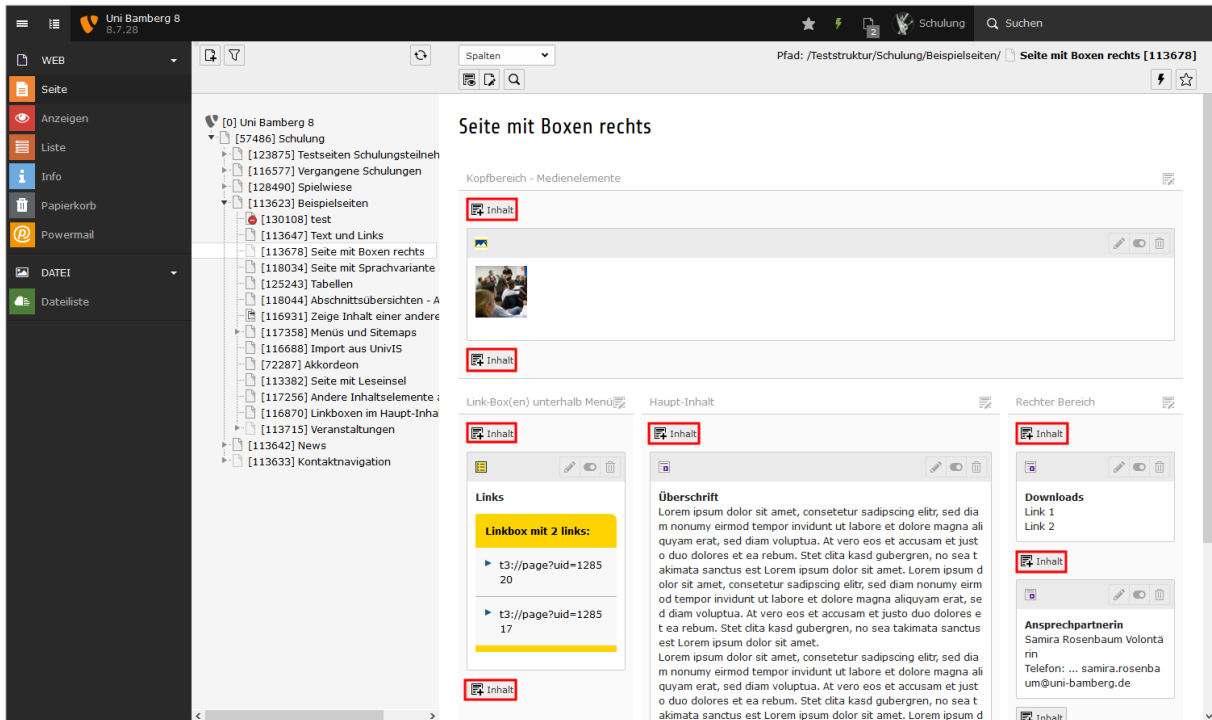 Uni Bamberg 8
8.7.28
2
Schulung
Suchen
WEB
Seite
Anzeigen
Liste
Info
Papierkorb
Powermail
DATEI
Dateiliste
[0] Uni Bamberg 8
[57486] Schulung
[123875] Testseiten Schulungsteilneh
[116577] Vergangene Schulungen
[128490] Spielwiese
[113623] Beispielseiten
[130108] test
[113647] Text und Links
[113678] Seite mit Boxen rechts
[118034] Seite mit Sprachvariante
[125243] Tabellen
[118044] Abschnittsübersichten - A
[116931] Zeige Inhalt einer andere
[117358] Menüs und Sitemaps
[116688] Import aus UnivIS
[72287] Akkordeon
[113382] Seite mit Leseinsel
[117256] Andere Inhaltselemente
[116870] Linkboxen im Haupt-Inha
[113715] Veranstaltungen
[113642] News
[113633] Kontaktnavigation
Spalten
Pfad: /Teststruktur/Schulung/Beispielseiten/ Seite mit Boxen rechts [113678]
Seite mit Boxen rechts
Kopfbereich - Medienelemente
Inhalt
Inhalt
Link-Box(en) unterhalb Menü
Inhalt
Links
Linkbox mit 2 links:
t3://page?uid=1285
20
t3://page?uid=1285
17
Inhalt
Haupt-Inhalt
Inhalt
Überschrift
Lorem ipsum dolor sit amet, consetetur sadipscing elitr, sed dia
m nonumy eirmod tempor invidunt ut labore et dolore magna ali
quyam erat, sed diam voluptua. At vero eos et accusam et just
o duo dolores et ea rebum. Stet clita kasd gubergren, no sea t
akimata sanctus est Lorem ipsum dolor sit amet. Lorem ipsum d
olor sit amet, consetetur sadipscing elitr, sed diam nonumy eirm
od tempor invidunt ut labore et dolore magna aliquyam erat, se
d diam voluptua. At vero eos et accusam et justo duo dolores e
t ea rebum. Stet clita kasd gubergren, no sea takimata sanctus
est Lorem ipsum dolor sit amet.
Lorem ipsum dolor sit amet, consetetur sadipscing elitr, sed dia
m nonumy eirmod tempor invidunt ut labore et dolore magna ali
quyam erat, sed diam voluptua. At vero eos et accusam et just
o duo dolores et ea rebum. Stet clita kasd gubergren, no sea t
akimata sanctus est Lorem ipsum dolor sit amet. Lorem ipsum d
Rechter Bereich
Inhalt
Downloads
Link 1
Link 2
Inhalt
Ansprechpartnerin
Samira Rosenbaum Volontä
rin
Telefon: ... samira.rosenba
um@uni-bamberg.de
Inhalt